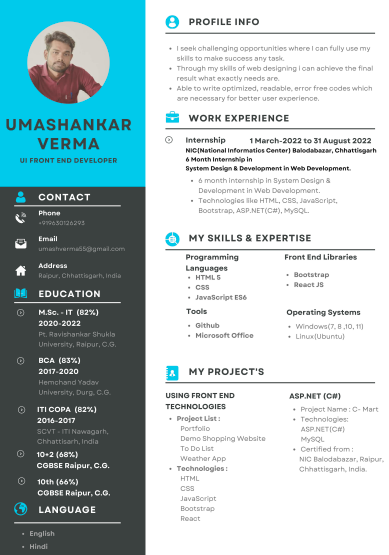 UMASHANKAR
VERMA
UI FRONT END DEVELOPER
CONTACT
Phone
+919630126293
Email
umashverma55@gmail.com
Address
Raipur, Chhattisgarh, India
EDUCATION
M.Sc. - IT (82%)
2020-2022
Pt. Ravishankar Shukla
University, Raipur, C.G.
BCA (83%)
2017-2020
Hemchand Yadav
University, Durg, C.G.
ITI COPA (82%)
2016-2017
SCVT - ITI Nawagarh,
Chhattisarh, India
10+2 (68%)
CGBSE Raipur, C.G.
10th (66%)
CGBSE Raipur, C.G.
LANGUAGE
English
Hindi
PROFILE INFO
I seek challenging opportunities where I can fully use my
skills to make success any task.
Through my skills of web designing i can achieve the final
result what exactly needs are.
Able to write optimized, readable, error free codes which
are necessary for better user experience.
WORK EXPERIENCE
Internship 1 March-2022 to 31 August 2022
NIC(National Informatics Center) Balodabazar, Chhattisgarh
6 Month Internship in
System Design & Development in Web Development.
6 month internship in System Design &
Development in Web Development.
Technologies like HTML, CSS, JavaScript,
Bootstrap, ASP.NET(C#), MySQL.
MY SKILLS & EXPERTISE
Programming
Languages
HTML 5
CSS
JavaScript ES6
Front End Libraries
Bootstrap
React JS
Tools
Github
Microsoft Office
Operating Systems
Windows(7, 8 ,10, 11)
Linux(Ubuntu)
MY PROJECT'S
USING FRONT END
TECHNOLOGIES
Project List :
Portfolio
Demo Shopping Website
To Do List
Weather App
Technologies :
HTML
CSS
JavaScript
Bootstrap
React
ASP.NET (C#)
Project Name : C- Mart
Technologies:
ASP.NET(C#)
MySQL
Certified from :
NIC Balodabazar, Raipur,
Chhattisgarh, India.